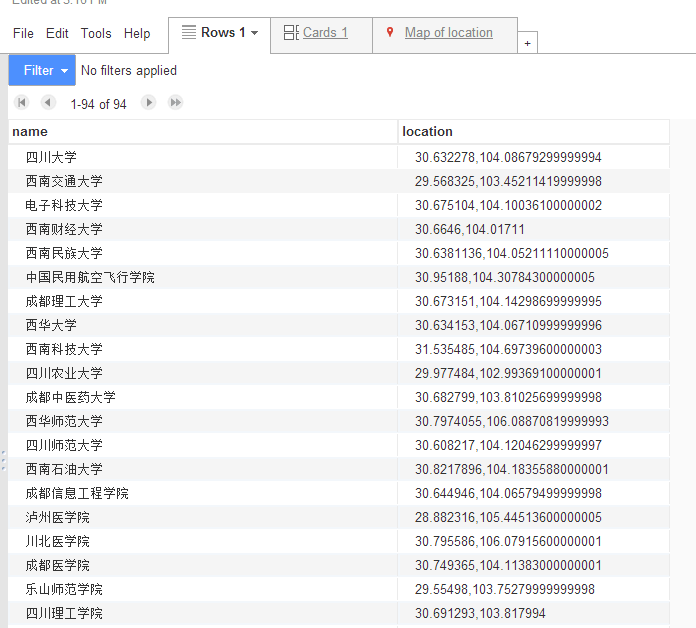 Edited at 3:16 PM
File Edit Tools Help Rows 1 Cards 1 Map of location +
Filter No filters applied
1-94 of 94
name location
四川大学 30.632278,104.08679299999994
西南交通大学 29.568325,103.45211419999998
电子科技大学 30.675104,104.10036100000002
西南财经大学 30.6646,104.01711
西南民族大学 30.6381136,104.05211110000005
中国民用航空飞行学院 30.95188,104.30784300000005
成都理工大学 30.673151,104.14298699999995
西华大学 30.634153,104.06710999999996
西南科技大学 31.535485,104.69739600000003
四川农业大学 29.977484,102.99369100000001
成都中医药大学 30.682799,103.81025699999998
西华师范大学 30.7974055,106.08870819999993
四川师范大学 30.608217,104.12046299999997
西南石油大学 30.8217896,104.18355880000001
成都信息工程学院 30.644946,104.06579499999998
泸州医学院 28.882316,105.44513600000005
川北医学院 30.795586,106.07915600000001
成都医学院 30.749365,104.11383000000001
乐山师范学院 29.55498,103.75279999999998
四川理工学院 30.691293,103.817994